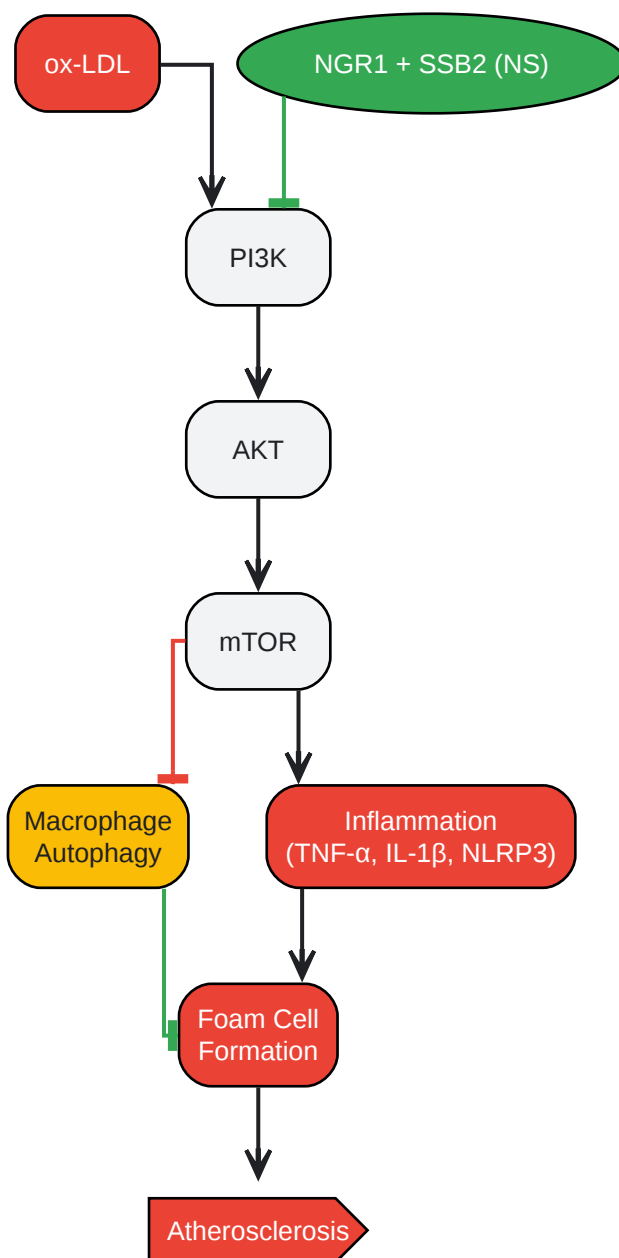 ox-LDL
NGR1 + SSB2 (NS)
PI3K
AKT
mTOR
Macrophage
Autophagy
Inflammation
(TNF-α, IL-1β, NLRP3)
Foam Cell
Formation
Atherosclerosis